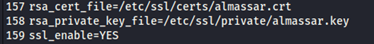 157 rsa_cert_file=/etc/ssl/certs/almassar.crt
158 rsa_private_key_file=/etc/ssl/private/almassar.key
159 ssl_enable=YES